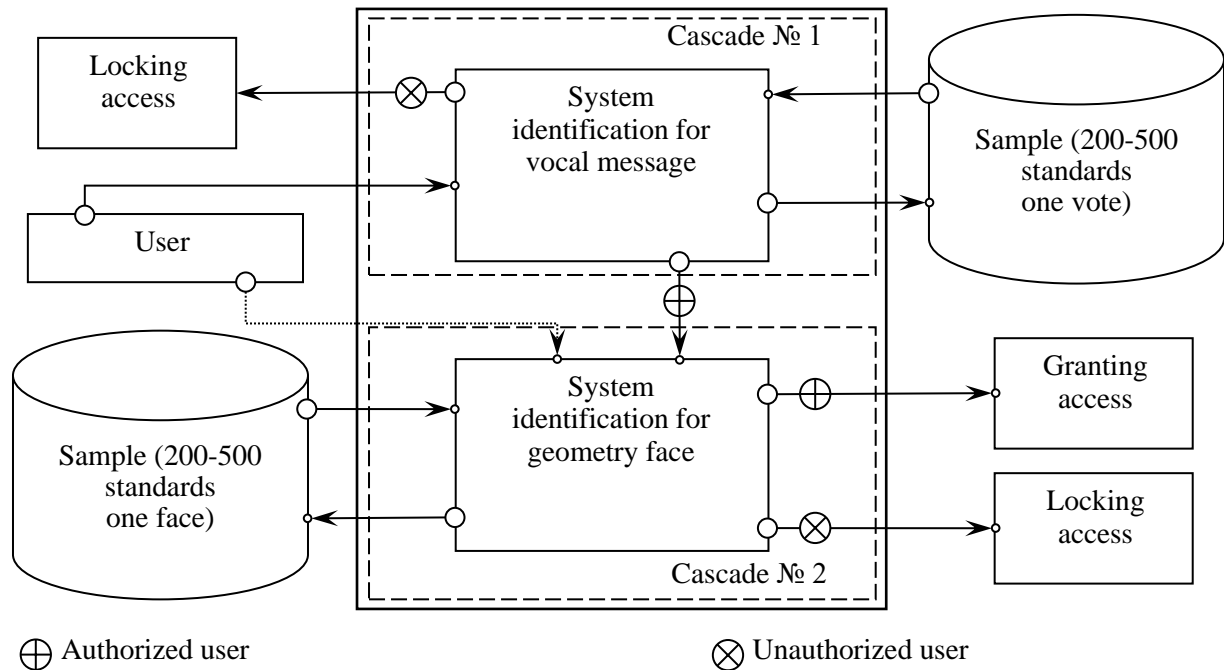 Cascade № 1
Locking
access
System
identification for
vocal message
Sample (200-500
standards
one vote)
User
Granting
access
System
identification for
geometry face
Sample (200-500
standards
one face)
Locking
access
Cascade № 2
Authorized user
Unauthorized user